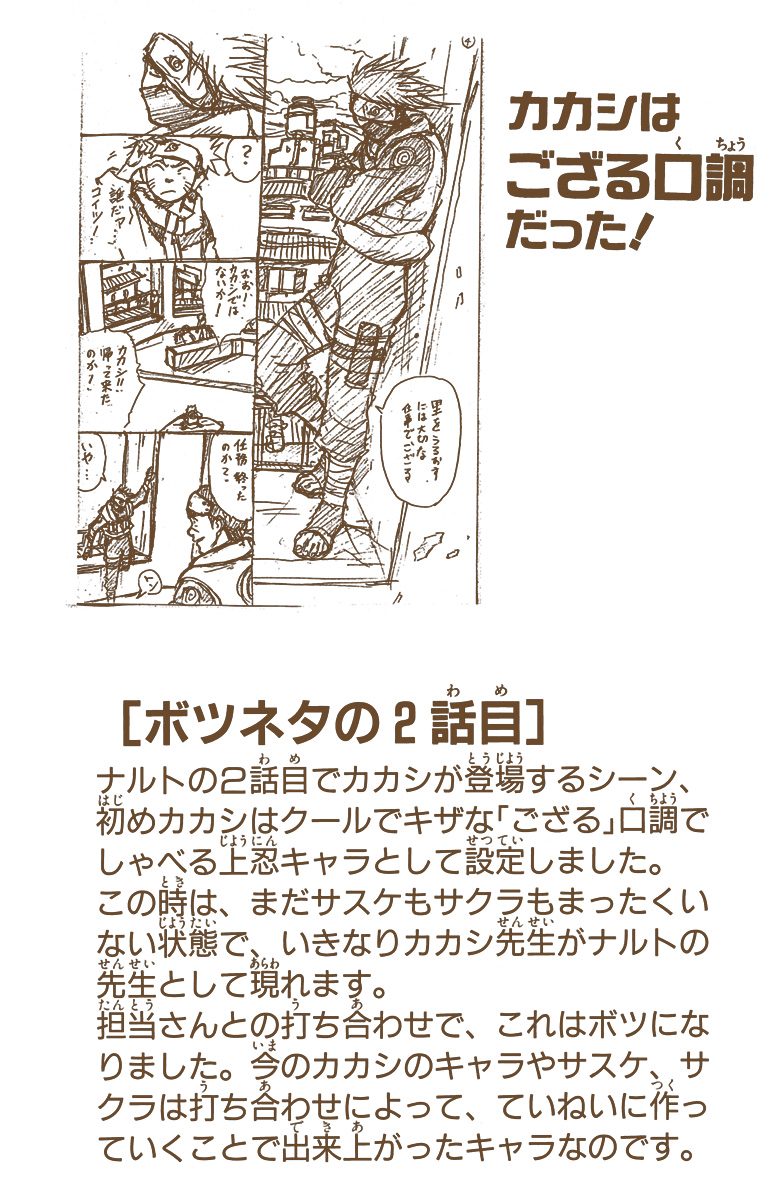 カカシは
ござる口調
だった！
④
里をうるおす
には大切な
仕事でござる
？
誰だァ…
コイツ！
おおー！
カカシでは
ないか！
カカシ!!
帰って来た
のか！
任務終った
のか？
いや…
トン
［ボツネタの2話目］
ナルトの2話目でカカシが登場するシーン、
初めカカシはクールでキザな「ござる」口調で
しゃべる上忍キャラとして設定しました。
この時は、まだサスケもサクラもまったくい
ない状態で、いきなりカカシ先生がナルトの
先生として現れます。
担当さんとの打ち合わせで、これはボツにな
りました。今のカカシのキャラやサスケ、サ
クラは打ち合わせによって、ていねいに作っ
ていくことで出来上がったキャラなのです。